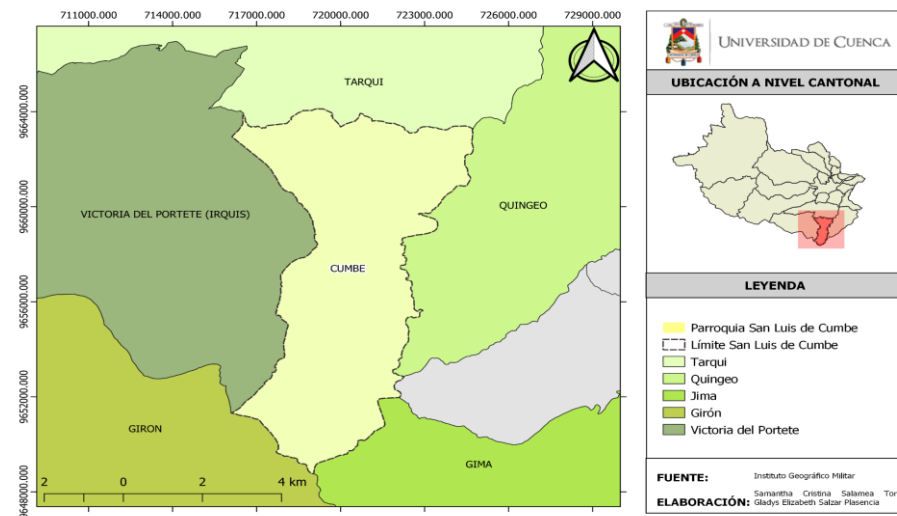 711000.000 714000.000 717000.000 720000.000 723000.000 726000.000 729000.000
9664000.000
9660000.000
9656000.000
9652000.000
9648000.000
TARQUI
VICTORIA DEL PORTETE (IRQUIS)
QUINGEO
CUMBE
GIRON
GIMA
2 0 2 4 km
UNIVERSIDAD DE CUENCA
UBICACIÓN A NIVEL CANTONAL
LEYENDA
Parroquia San Luis de Cumbe
Límite San Luis de Cumbe
Tarqui
Quingeo
Jima
Girón
Victoria del Portete
FUENTE: Instituto Geográfico Militar
ELABORACIÓN: Samantha Cristina Salamea Tor
Gladys Elizabeth Salzar Plasencia